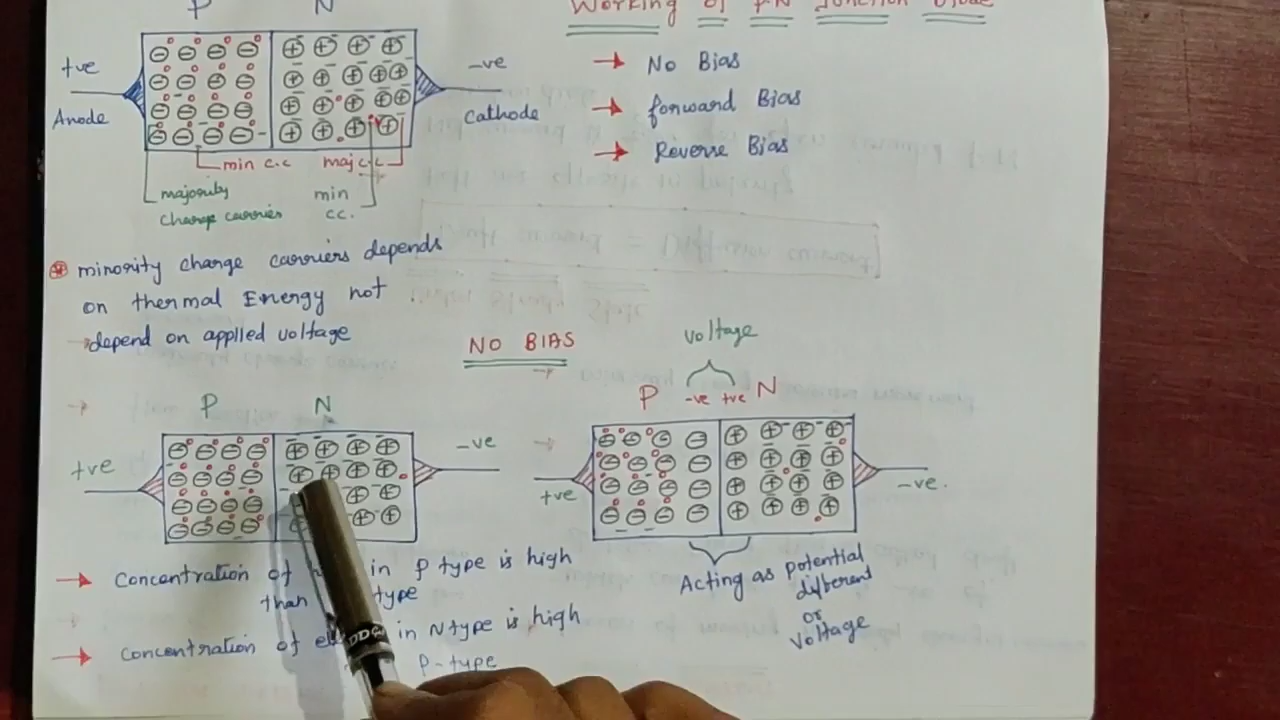 P N
Working of PN Junction Diode
+ve
Anode
-ve
Cathode
min c.c maj c.c
majority
charge carriers
min
cc.
→ No Bias
→ forward Bias
→ Reverse Bias
minority charge carriers depends
on thermal Energy not
depend on applied voltage
NO BIAS
P N
+ve
-ve
voltage
P -ve +ve N
+ve
-ve.
→ Concentration of in p type is high
than type
→ Concentration of in N type is high
P-type
Acting as potential
different
or
voltage